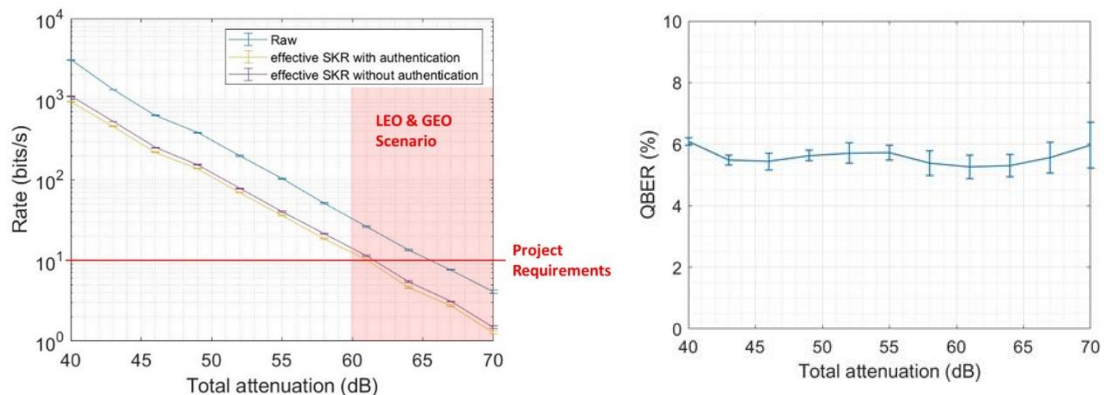 10^4
10^3
10^2
10^1
10^0
Rate (bits/s)
Raw
effective SKR with authentication
effective SKR without authentication
LEO & GEO
Scenario
Project
Requirements
40 45 50 55 60 65 70
Total attenuation (dB)
10
8
6
4
2
0
QBER (%)
40 45 50 55 60 65 70
Total attenuation (dB)